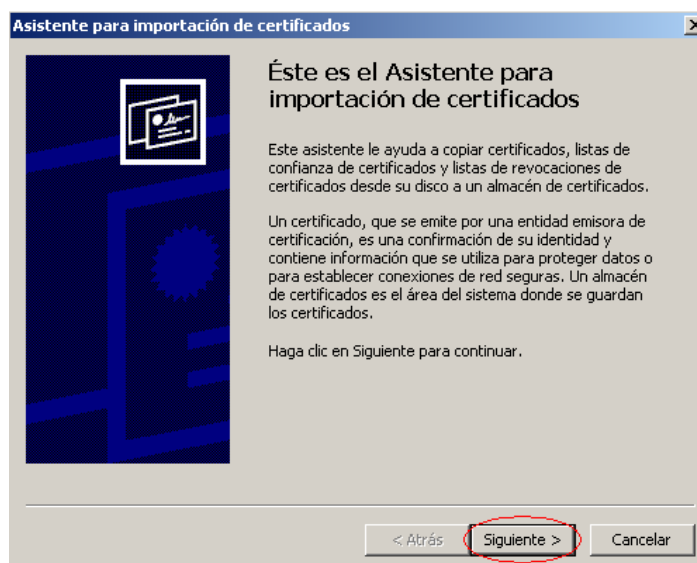 Asistente para importación de certificados
Éste es el Asistente para
importación de certificados
Este asistente le ayuda a copiar certificados, listas de
confianza de certificados y listas de revocaciones de
certificados desde su disco a un almacén de certificados.
Un certificado, que se emite por una entidad emisora de
certificación, es una confirmación de su identidad y
contiene información que se utiliza para proteger datos o
para establecer conexiones de red seguras. Un almacén
de certificados es el área del sistema donde se guardan
los certificados.
Haga clic en Siguiente para continuar.
< Atrás Siguiente > Cancelar